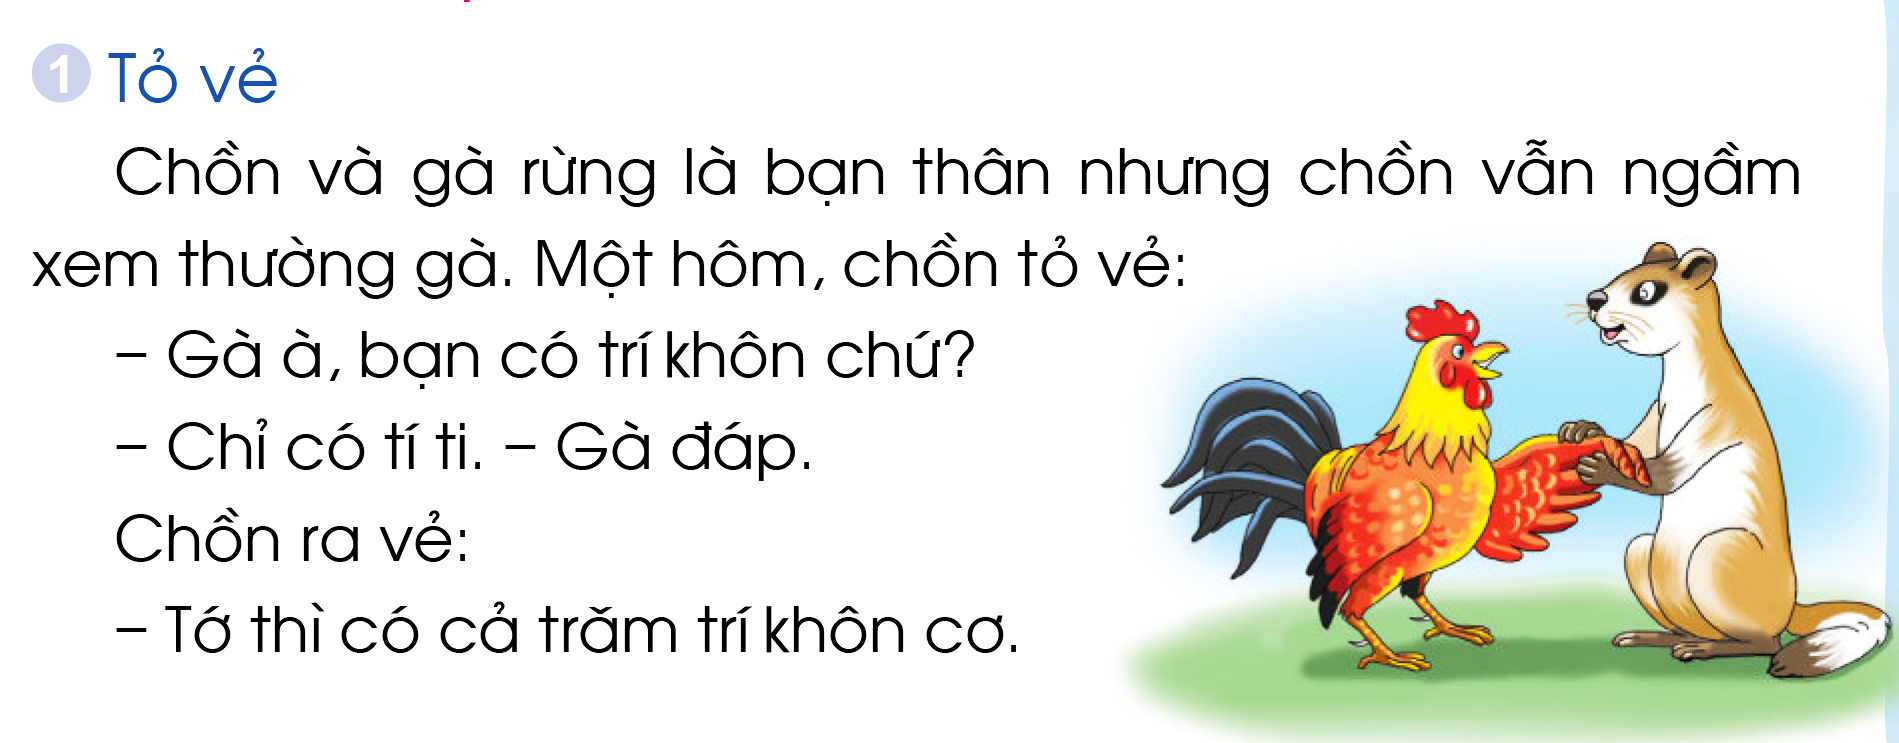 1 Tỏ vẻ
Chồn và gà rừng là bạn thân nhưng chồn vẫn ngầm
xem thường gà. Một hôm, chồn tỏ vẻ:
– Gà à, bạn có trí khôn chứ?
– Chỉ có tí ti. – Gà đáp.
Chồn ra vẻ:
– Tớ thì có cả trăm trí khôn cơ.